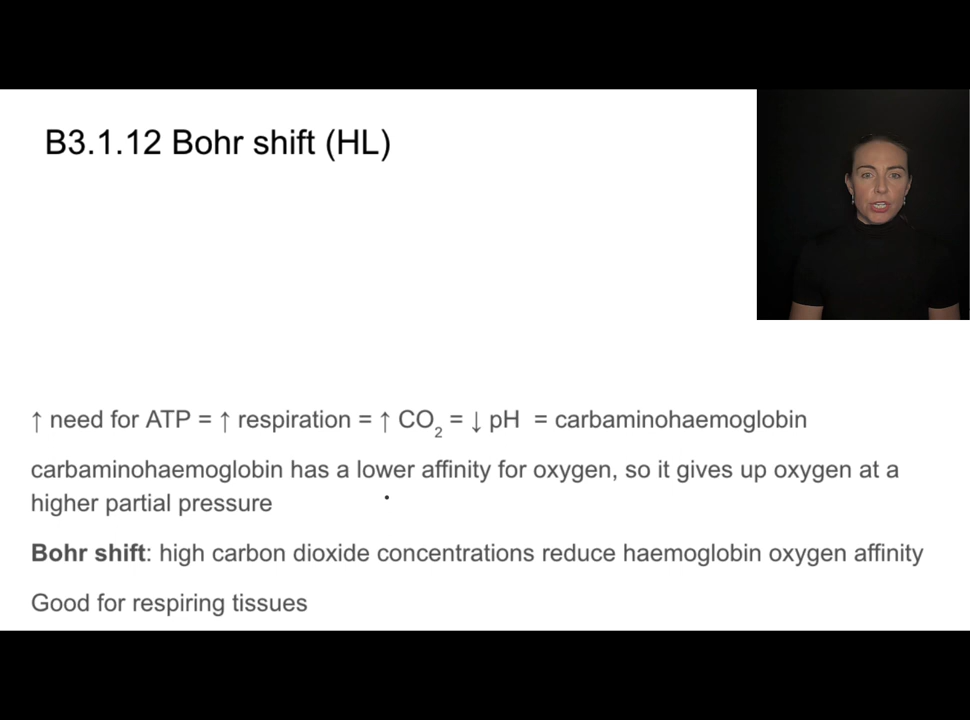 B3.1.12 Bohr shift (HL)
↑ need for ATP = ↑ respiration = ↑ CO₂ = ↓ pH = carbaminohaemoglobin
carbaminohaemoglobin has a lower affinity for oxygen, so it gives up oxygen at a
higher partial pressure
Bohr shift: high carbon dioxide concentrations reduce haemoglobin oxygen affinity
Good for respiring tissues